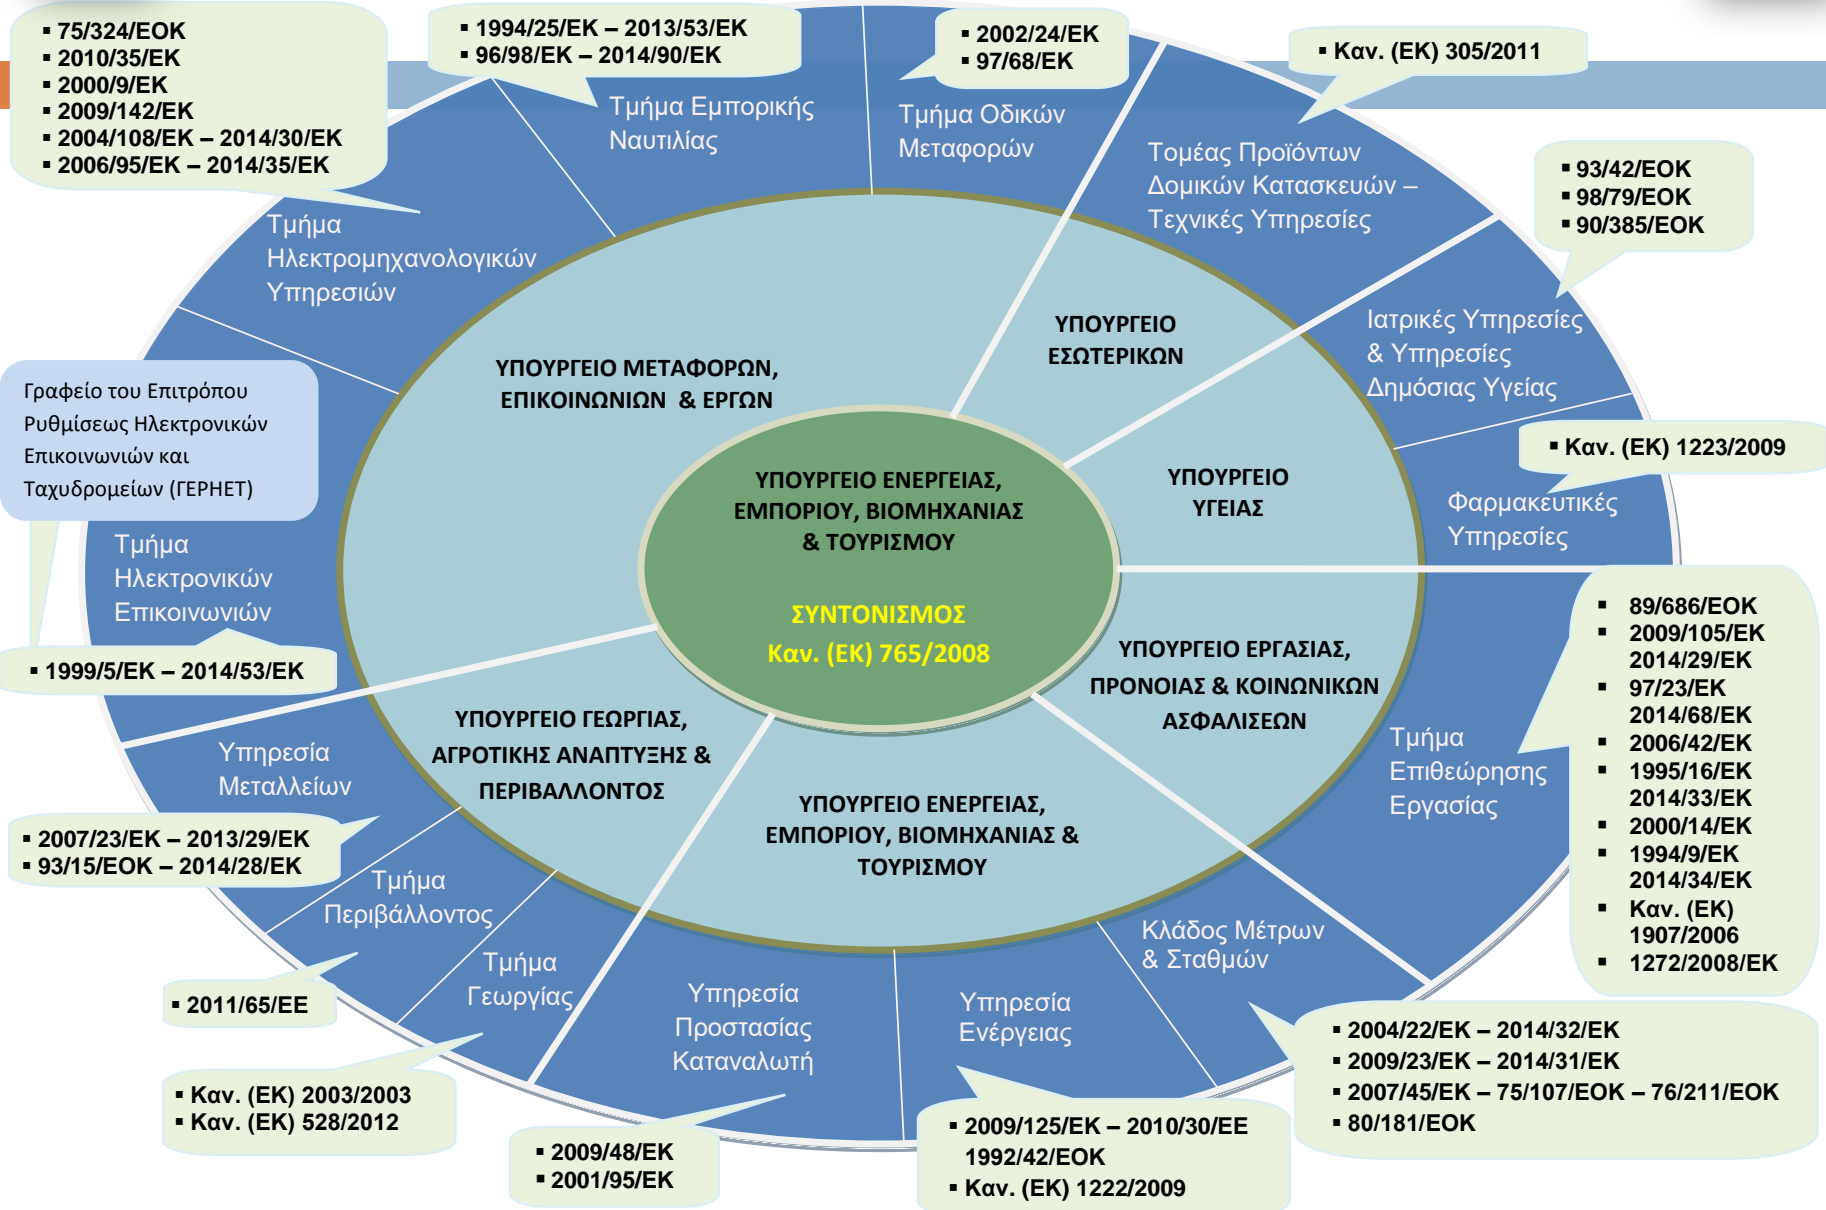 ▪ 75/324/ΕΟΚ
▪ 2010/35/ΕΚ
▪ 2000/9/ΕΚ
▪ 2009/142/ΕΚ
▪ 2004/108/ΕΚ – 2014/30/ΕΚ
▪ 2006/95/ΕΚ – 2014/35/ΕΚ
▪ 1994/25/ΕΚ – 2013/53/ΕΚ
▪ 96/98/ΕΚ – 2014/90/ΕΚ
▪ 2002/24/ΕΚ
▪ 97/68/ΕΚ
▪ Καν. (ΕΚ) 305/2011
▪ 93/42/ΕΟΚ
▪ 98/79/ΕΟΚ
▪ 90/385/ΕΟΚ
Τμήμα Εμπορικής
Ναυτιλίας
Τμήμα Οδικών
Μεταφορών
Τομέας Προϊόντων
Δομικών Κατασκευών –
Τεχνικές Υπηρεσίες
Τμήμα
Ηλεκτρομηχανολογικών
Υπηρεσιών
Ιατρικές Υπηρεσίες
& Υπηρεσίες
Δημόσιας Υγείας
ΥΠΟΥΡΓΕΙΟ ΜΕΤΑΦΟΡΩΝ,
ΕΠΙΚΟΙΝΩΝΙΩΝ & ΕΡΓΩΝ
ΥΠΟΥΡΓΕΙΟ
ΕΣΩΤΕΡΙΚΩΝ
Γραφείο του Επιτρόπου
Ρυθμίσεως Ηλεκτρονικών
Επικοινωνιών και
Ταχυδρομείων (ΓΕΡΗΕΤ)
▪ Καν. (ΕΚ) 1223/2009
Φαρμακευτικές
Υπηρεσίες
ΥΠΟΥΡΓΕΙΟ
ΥΓΕΙΑΣ
ΥΠΟΥΡΓΕΙΟ ΕΝΕΡΓΕΙΑΣ,
ΕΜΠΟΡΙΟΥ, ΒΙΟΜΗΧΑΝΙΑΣ
& ΤΟΥΡΙΣΜΟΥ
ΣΥΝΤΟΝΙΣΜΟΣ
Καν. (ΕΚ) 765/2008
Τμήμα
Ηλεκτρονικών
Επικοινωνιών
▪ 1999/5/ΕΚ – 2014/53/ΕΚ
ΥΠΟΥΡΓΕΙΟ ΕΡΓΑΣΙΑΣ,
ΠΡΟΝΟΙΑΣ & ΚΟΙΝΩΝΙΚΩΝ
ΑΣΦΑΛΙΣΕΩΝ
▪ 89/686/ΕΟΚ
▪ 2009/105/ΕΚ
2014/29/ΕΚ
▪ 97/23/ΕΚ
2014/68/ΕΚ
▪ 2006/42/ΕΚ
▪ 1995/16/ΕΚ
2014/33/ΕΚ
▪ 2000/14/ΕΚ
▪ 1994/9/ΕΚ
2014/34/ΕΚ
▪ Καν. (ΕΚ)
1907/2006
▪ 1272/2008/ΕΚ
Τμήμα
Επιθεώρησης
Εργασίας
ΥΠΟΥΡΓΕΙΟ ΓΕΩΡΓΙΑΣ,
ΑΓΡΟΤΙΚΗΣ ΑΝΑΠΤΥΞΗΣ &
ΠΕΡΙΒΑΛΛΟΝΤΟΣ
Υπηρεσία
Μεταλλείων
▪ 2007/23/ΕΚ – 2013/29/ΕΚ
▪ 93/15/ΕΟΚ – 2014/28/ΕΚ
ΥΠΟΥΡΓΕΙΟ ΕΝΕΡΓΕΙΑΣ,
ΕΜΠΟΡΙΟΥ, ΒΙΟΜΗΧΑΝΙΑΣ &
ΤΟΥΡΙΣΜΟΥ
Τμήμα
Περιβάλλοντος
▪ 2011/65/ΕΕ
Τμήμα
Γεωργίας
▪ Καν. (ΕΚ) 2003/2003
▪ Καν. (ΕΚ) 528/2012
Υπηρεσία
Προστασίας
Καταναλωτή
▪ 2009/48/ΕΚ
▪ 2001/95/ΕΚ
Υπηρεσία
Ενέργειας
▪ 2009/125/ΕΚ – 2010/30/ΕΕ
1992/42/ΕΟΚ
▪ Καν. (ΕΚ) 1222/2009
Κλάδος Μέτρων
& Σταθμών
▪ 2004/22/ΕΚ – 2014/32/ΕΚ
▪ 2009/23/ΕΚ – 2014/31/ΕΚ
▪ 2007/45/ΕΚ – 75/107/ΕΟΚ – 76/211/ΕΟΚ
▪ 80/181/ΕΟΚ